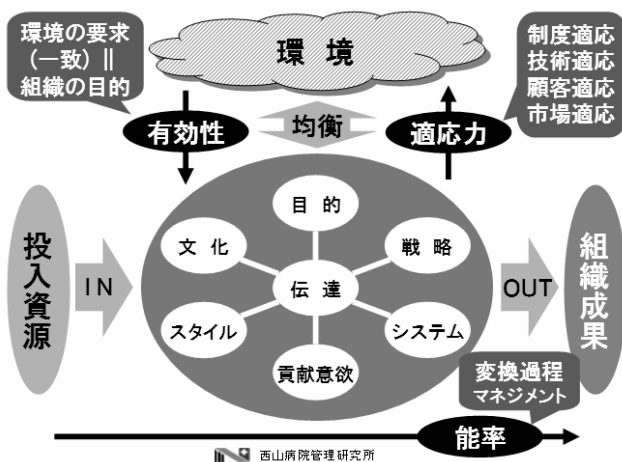 環境の要求
(一致) ||
組織の目的
環 境
制度適応
技術適応
顧客適応
市場適応
有効性
均衡
適応力
目 的
文 化
戦 略
伝 達
スタイル
システム
貢献意欲
投入資源
IN
OUT
組織成果
変換過程
マネジメント
能率
西山病院管理研究所